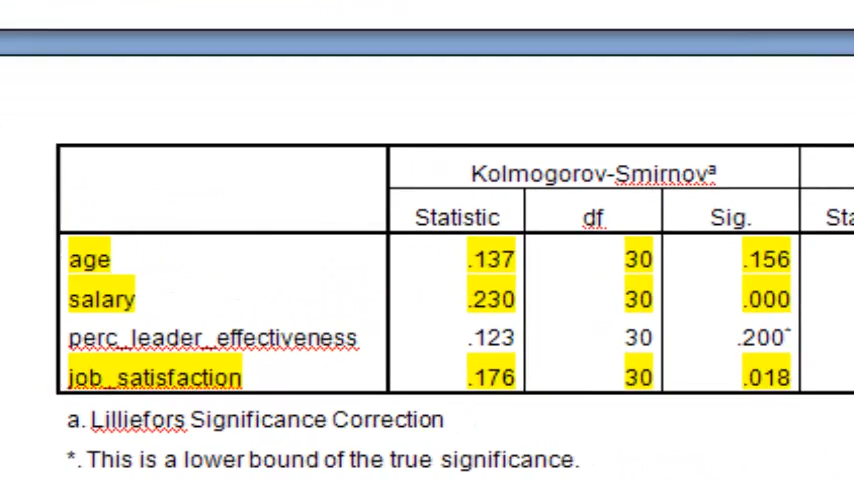 Kolmogorov-Smirnovᵃ
Statistic df Sig. Sta
age .137 30 .156
salary .230 30 .000
perc_leader_effectiveness .123 30 .200*
job_satisfaction .176 30 .018
a. Lilliefors Significance Correction
*. This is a lower bound of the true significance.